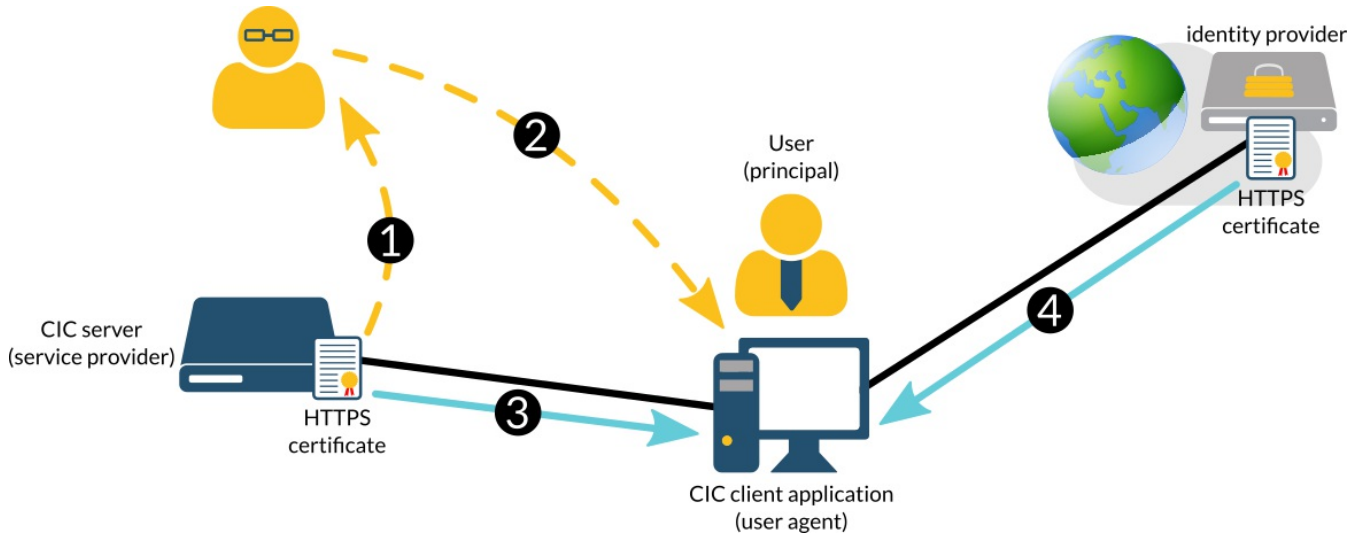 identity provider
2
User
(principal)
HTTPS
certificate
1
4
CIC server
(service provider)
3
HTTPS
certificate
CIC client application
(user agent)